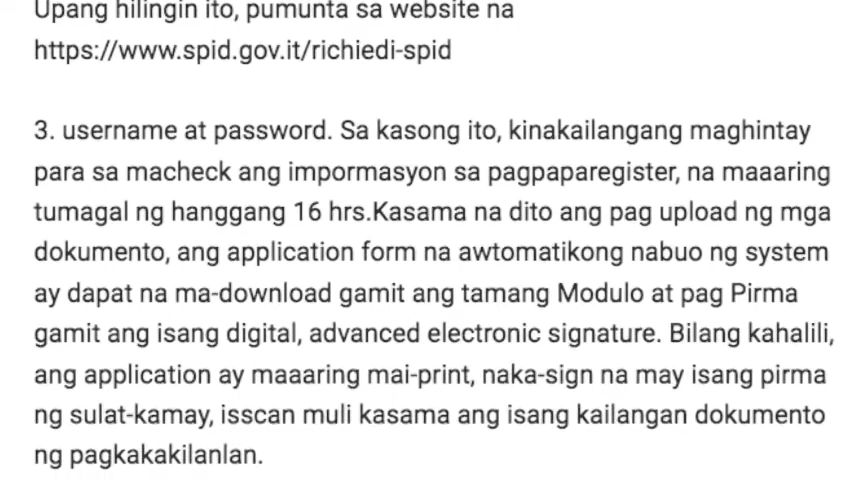 Upang hilingin ito, pumunta sa website na
https://www.spid.gov.it/richiedi-spid
3. username at password. Sa kasong ito, kinakailangang maghintay
para sa macheck ang impormasyon sa pagpaparegister, na maaaring
tumagal ng hanggang 16 hrs.Kasama na dito ang pag upload ng mga
dokumento, ang application form na awtomatikong nabuo ng system
ay dapat na ma-download gamit ang tamang Modulo at pag Pirma
gamit ang isang digital, advanced electronic signature. Bilang kahalili,
ang application ay maaaring mai-print, naka-sign na may isang pirma
ng sulat-kamay, isscan muli kasama ang isang kailangan dokumento
ng pagkakakilanlan.